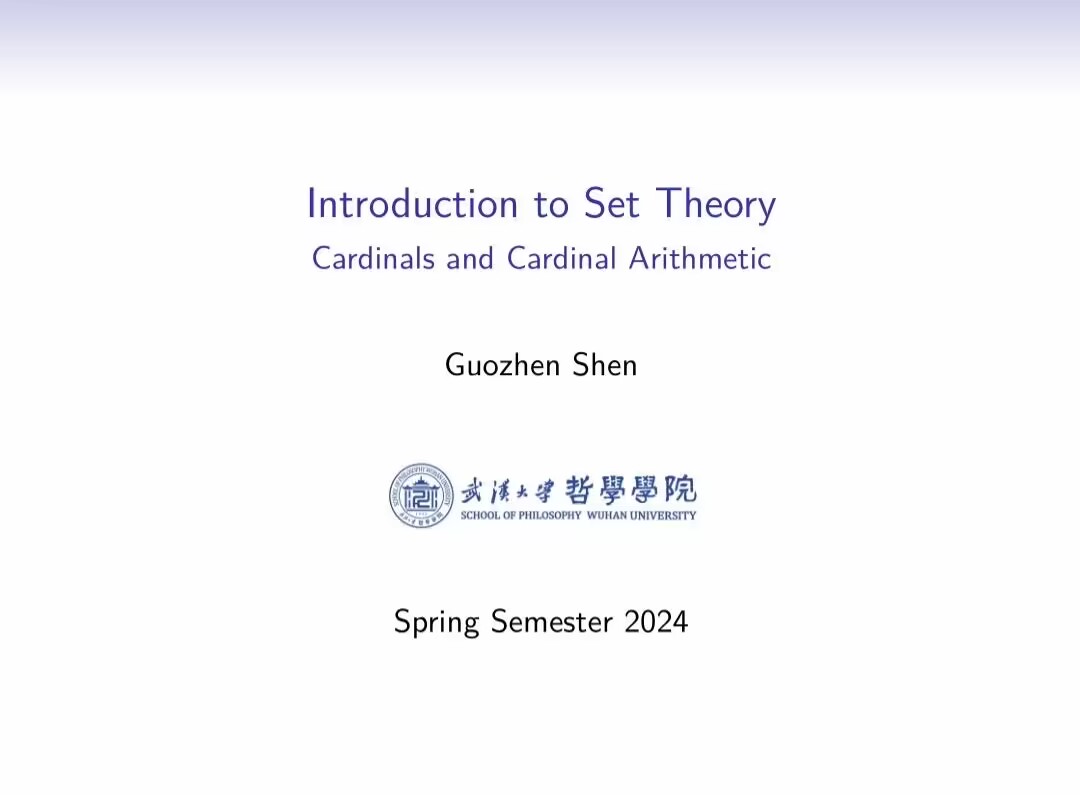 Introduction to Set Theory
Cardinals and Cardinal Arithmetic
Guozhen Shen
武漢大学 哲學學院
SCHOOL OF PHILOSOPHY WUHAN UNIVERSITY
Spring Semester 2024